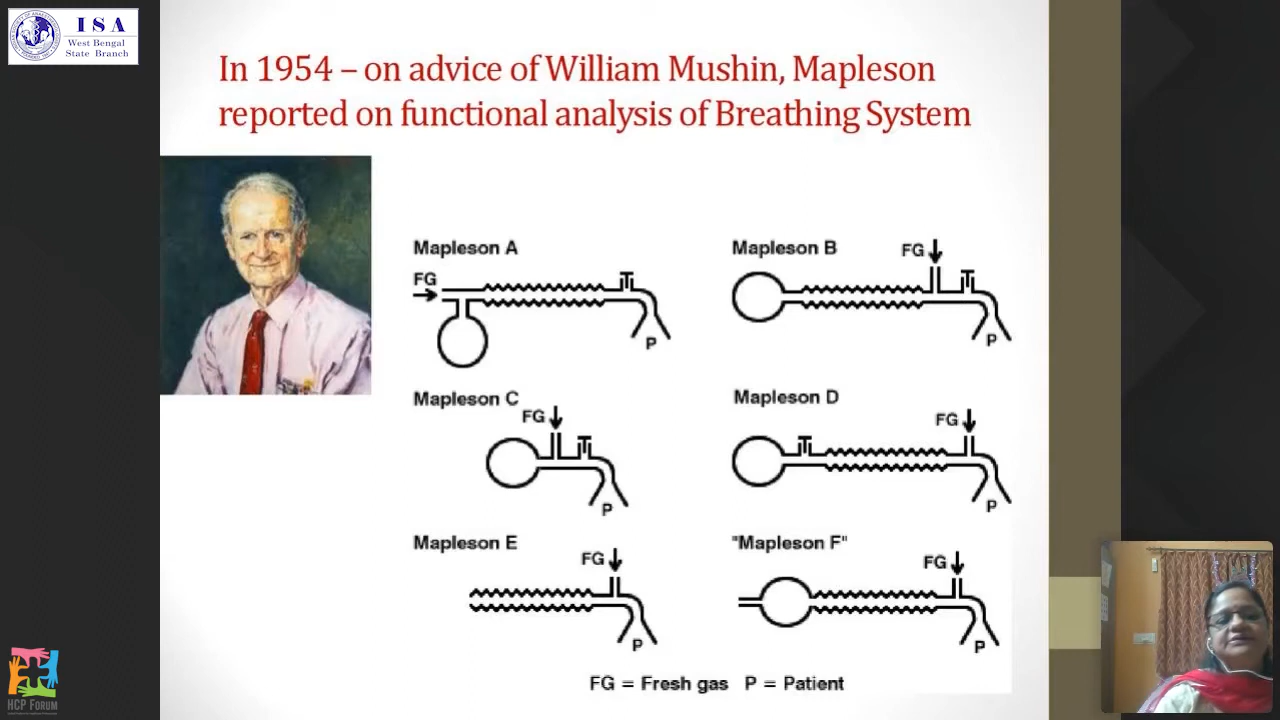 ISA
West Bengal
State Branch
In 1954 – on advice of William Mushin, Mapleson
reported on functional analysis of Breathing System
Mapleson A
FG
P
Mapleson B
FG
P
Mapleson C
FG
P
Mapleson D
FG
P
Mapleson E
FG
P
"Mapleson F"
FG
P
FG = Fresh gas P = Patient
HCP FORUM